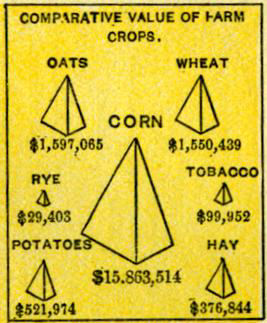 COMPARATIVE VALUE OF FARM
CROPS.
OATS
$1,597,065
WHEAT
$1,550,439
CORN
$15.863,514
RYE
$29,403
TOBACCO
$99,952
POTATOES
$521,974
HAY
$376,844